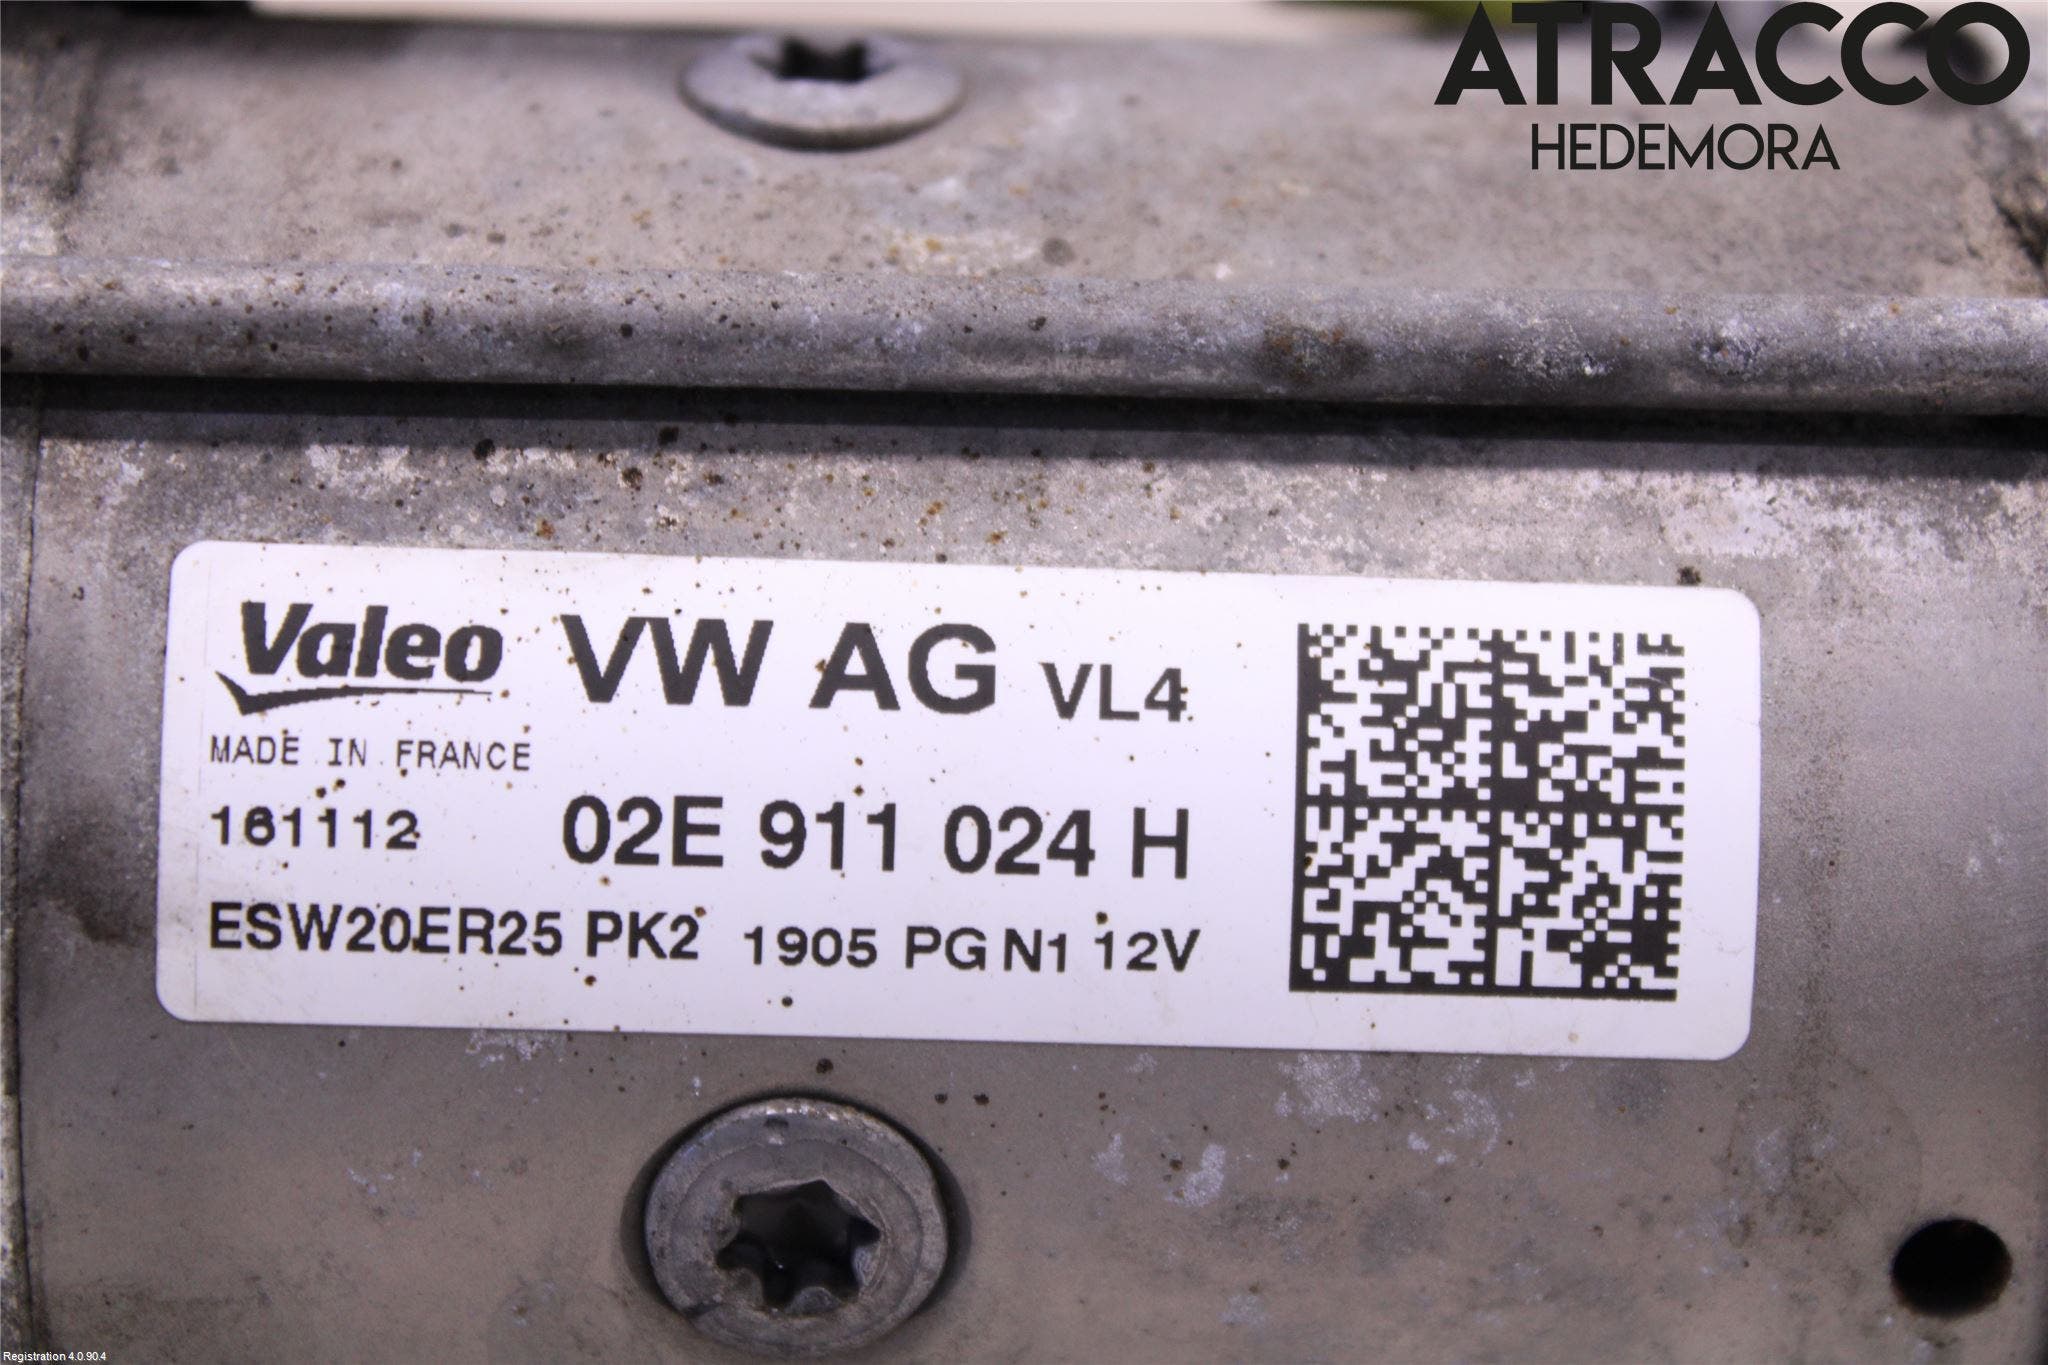 ATRACCO
HEDEMORA
Valeo VW AG VL4
MADE IN FRANCE
161112 02E 911 024 H
ESW20ER25 PK2 1905 PG N1 12V
Registration 4.0.90.4